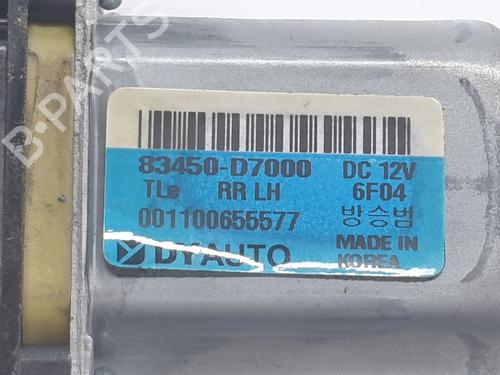 83450-D7000 DC 12V
TLe RR LH 6F04
001100655577 방승범
DYAUTO MADE IN KOREA
B-PARTS